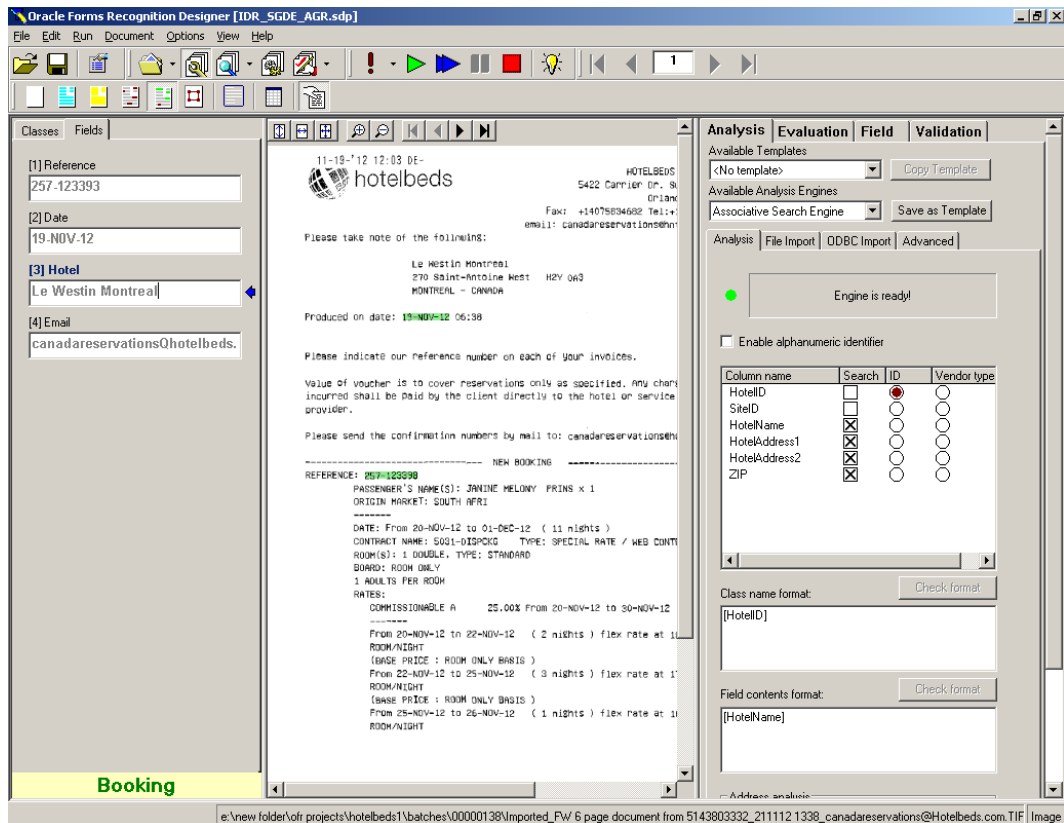 Oracle Forms Recognition Designer [IDR_SGDE_AGR.sdp]
File Edit Run Document Options View Help
1
Classes Fields
[1] Reference
257-123393
[2] Date
19-NOV-12
[3] Hotel
Le Westin Montreal
[4] Email
canadareservationsQhotelbeds.
Booking
11-19-'12 12:03 DE-
hotelbeds
HOTELBEDS
5422 Carrier Dr. Su
Orland
Fax: +14075834682 Tel:+
email: canadareservations@hot
Please take note of the following:
Le Westin Montreal
270 Saint-Antoine West H2Y 0A3
MONTREAL - CANADA
Produced on date: 19-NOV-12 06:38
Please indicate our reference number on each of your invoices.
Value of voucher is to cover reservations only as specified. Any charg
incurred shall be paid by the client directly to the hotel or service
provider.
Please send the confirmation numbers by mail to: canadareservations@ho
NEW BOOKING
REFERENCE: 257-123398
PASSENGER'S NAME(S): JANINE MELONY PRINS x 1
ORIGIN MARKET: SOUTH AFRI
-------
DATE: From 20-NOV-12 to 01-DEC-12 ( 11 nights )
CONTRACT NAME: 5031-DISPCKG TYPE: SPECIAL RATE / WEB CONT
ROOM(S): 1 DOUBLE. TYPE: STANDARD
BOARD: ROOM ONLY
1 ADULTS PER ROOM
RATES:
COMMISSIONABLE A 25.00% From 20-NOV-12 to 30-NOV-12
-------
From 20-NOV-12 to 22-NOV-12 ( 2 nights ) flex rate at 1
ROOM/NIGHT
(BASE PRICE : ROOM ONLY BASIS )
From 22-NOV-12 to 25-NOV-12 ( 3 nights ) flex rate at 1
ROOM/NIGHT
(BASE PRICE : ROOM ONLY BASIS )
From 25-NOV-12 to 26-NOV-12 ( 1 nights ) flex rate at 1
ROOM/NIGHT
Analysis Evaluation Field Validation
Available Templates
<No template> Copy Template
Available Analysis Engines
Associative Search Engine Save as Template
Analysis File Import ODBC Import Advanced
Engine is ready!
Enable alphanumeric identifier
Column name Search ID Vendor type
HotelID
SiteID
HotelName
HotelAddress1
HotelAddress2
ZIP
Class name format: Check format
[HotelID]
Field contents format: Check format
[HotelName]
Address analysis
e:\new folder\ofr projects\hotelbeds1\batches\00000138\Imported_FW 6 page document from 5143803332_211112 1338_canadareservations@Hotelbeds.com.TIF Image